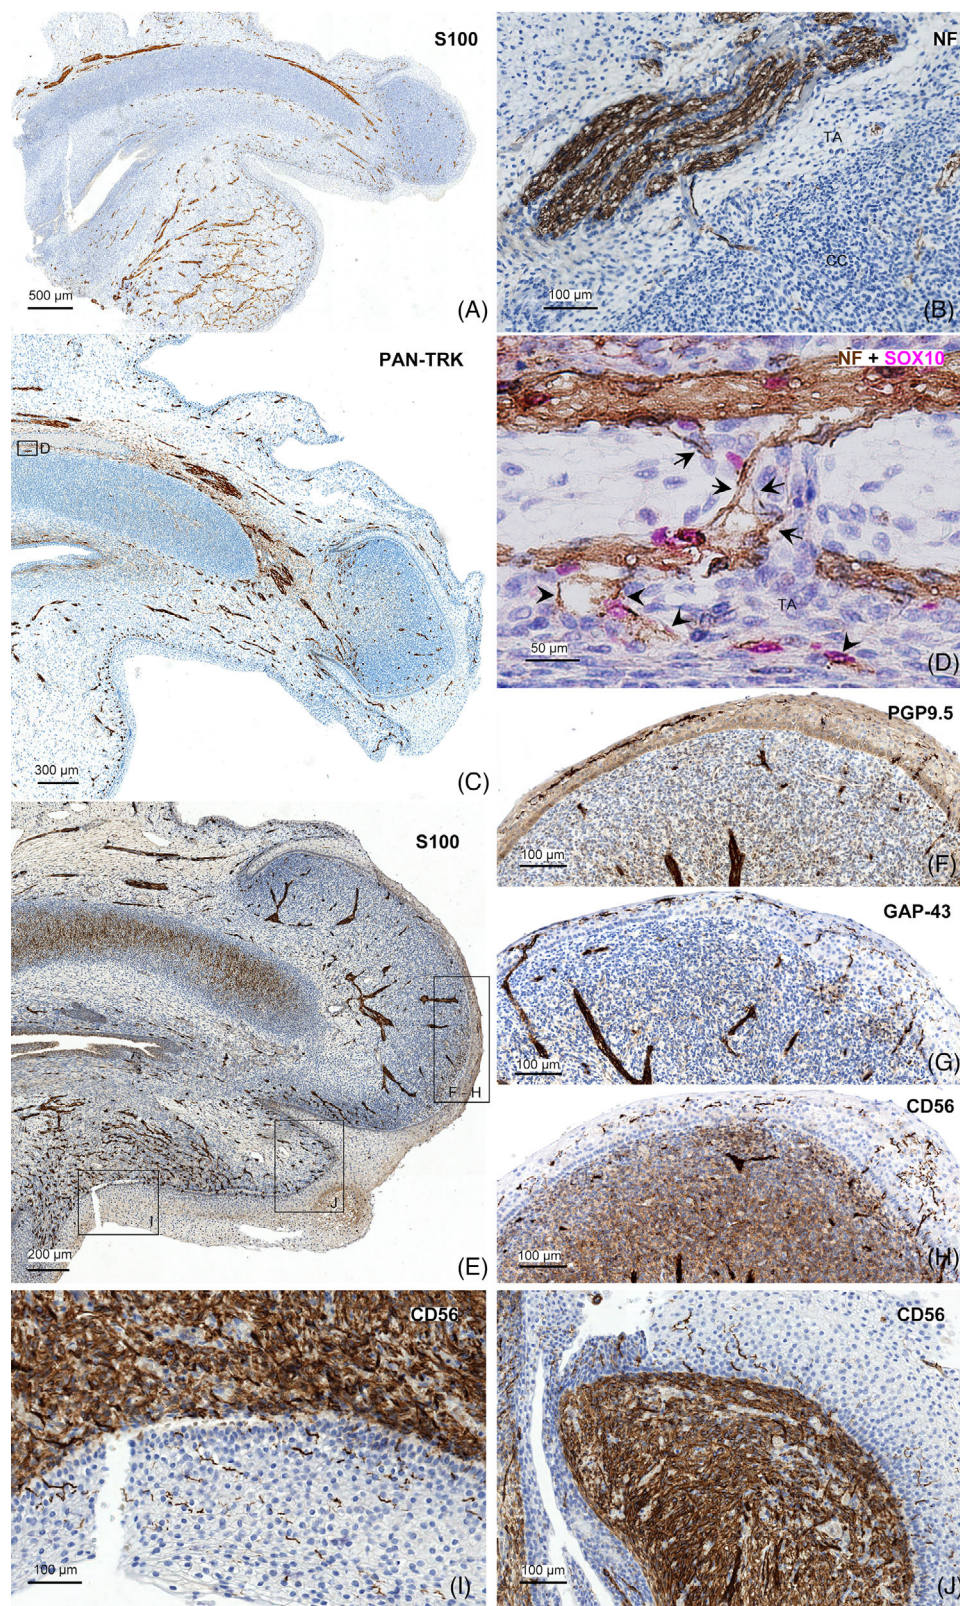 S100
500 µm
(A)
NF
TA
CC
100 µm
(B)
PAN-TRK
D
300 µm
(C)
NF + SOX10
TA
50 µm
(D)
S100
F - H
J
I
200 µm
(E)
PGP9.5
100 µm
(F)
GAP-43
100 µm
(G)
CD56
100 µm
(H)
CD56
100 µm
(I)
CD56
100 µm
(J)